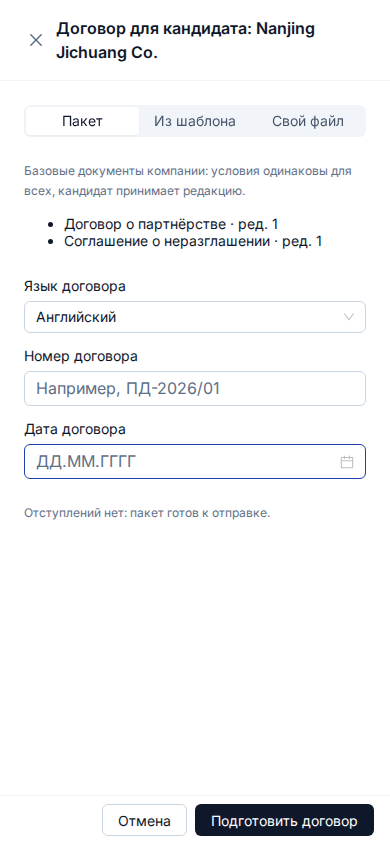 Договор для кандидата: Nanjing
Jichuang Co.
Пакет
Из шаблона
Свой файл
Базовые документы компании: условия одинаковы для
всех, кандидат принимает редакцию.
• Договор о партнёрстве · ред. 1
• Соглашение о неразглашении · ред. 1
Язык договора
Английский
Номер договора
Например, ПД-2026/01
Дата договора
ДД.ММ.ГГГГ
Отступлений нет: пакет готов к отправке.
Отмена
Подготовить договор